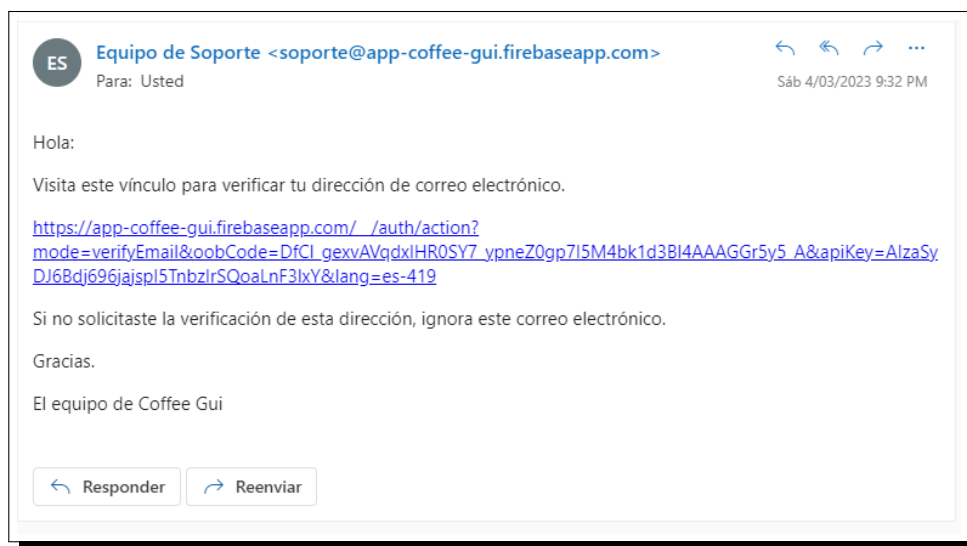 ES
Equipo de Soporte <soporte@app-coffee-gui.firebaseapp.com>
Para: Usted
Sáb 4/03/2023 9:32 PM
Hola:
Visita este vínculo para verificar tu dirección de correo electrónico.
https://app-coffee-gui.firebaseapp.com/__/auth/action?
mode=verifyEmail&oobCode=DfCI_gexvAVqdxlHR0SY7_ypneZ0gp7I5M4bk1d3BI4AAAGGr5y5_A&apiKey=AIzaSy
DJ6Bdj696jajspI5TnbzlrSQoaLnF3lxY&lang=es-419
Si no solicitaste la verificación de esta dirección, ignora este correo electrónico.
Gracias.
El equipo de Coffee Gui
Responder
Reenviar